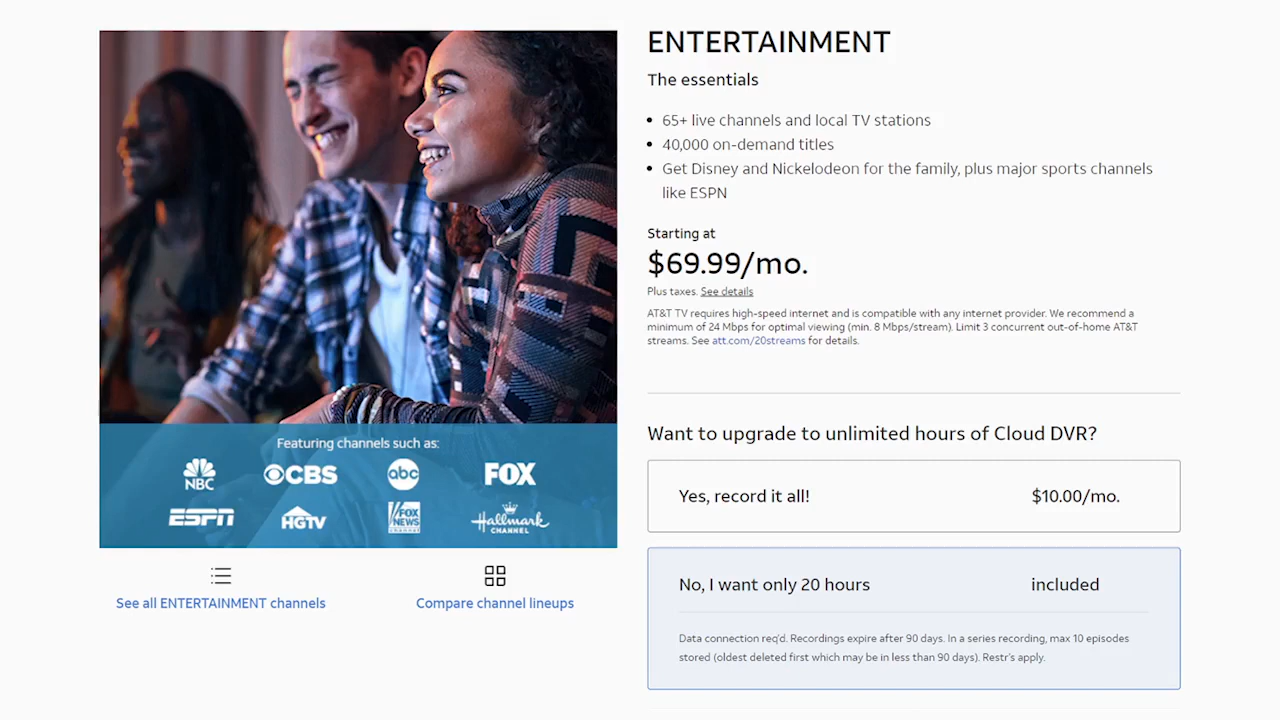 ENTERTAINMENT
The essentials
65+ live channels and local TV stations
40,000 on-demand titles
Get Disney and Nickelodeon for the family, plus major sports channels
like ESPN
Starting at
$69.99/mo.
Plus taxes. See details
AT&T TV requires high-speed internet and is compatible with any internet provider. We recommend a
minimum of 24 Mbps for optimal viewing (min. 8 Mbps/stream). Limit 3 concurrent out-of-home AT&T
streams. See att.com/20streams for details.
Featuring channels such as:
NBC CBS abc FOX
ESPN HGTV FOX NEWS channel Hallmark CHANNEL
See all ENTERTAINMENT channels
Compare channel lineups
Want to upgrade to unlimited hours of Cloud DVR?
Yes, record it all! $10.00/mo.
No, I want only 20 hours included
Data connection req'd. Recordings expire after 90 days. In a series recording, max 10 episodes
stored (oldest deleted first which may be in less than 90 days). Restr's apply.